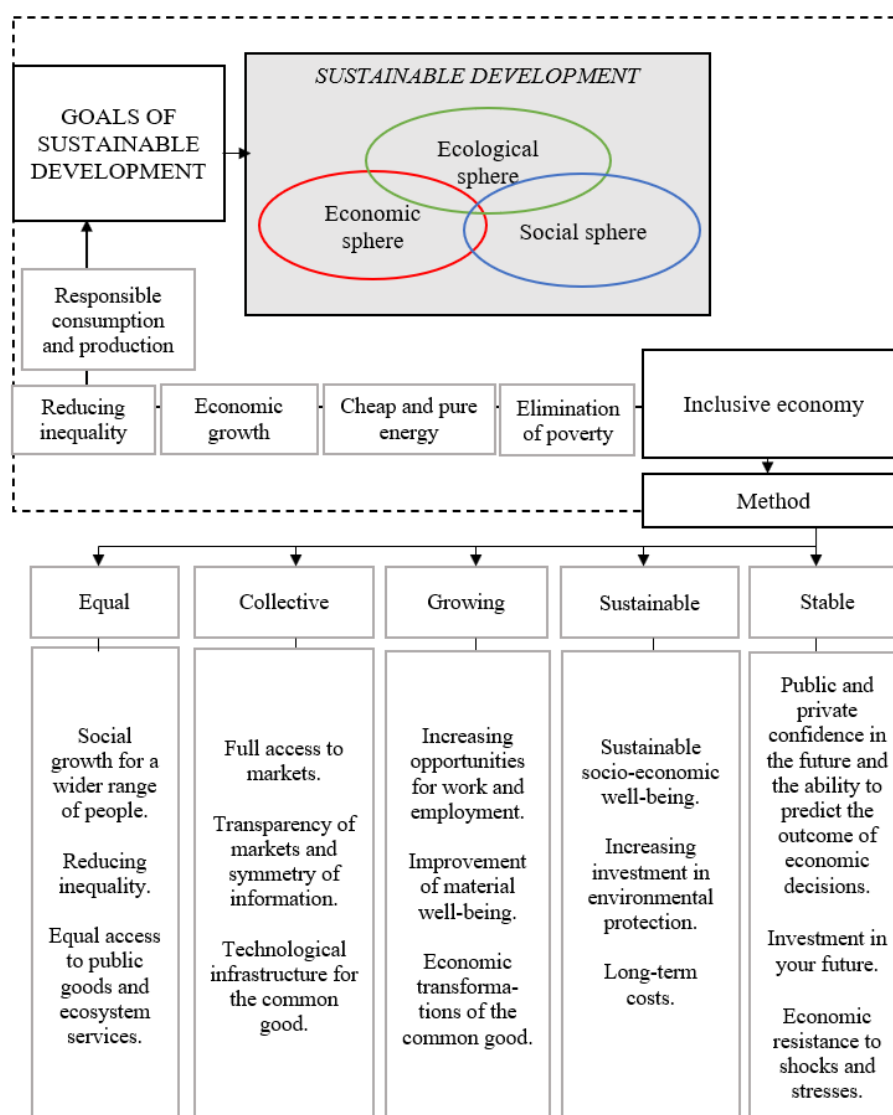 SUSTAINABLE DEVELOPMENT
GOALS OF
SUSTAINABLE
DEVELOPMENT
Ecological
sphere
Economic
sphere
Social sphere
Responsible
consumption
and production
Reducing
inequality
Economic
growth
Cheap and pure
energy
Elimination
of poverty
Inclusive economy
Method
Equal
Collective
Growing
Sustainable
Stable
Social
growth for a
wider range
of people.
Reducing
inequality.
Equal access
to public
goods and
ecosystem
services.
Full access to
markets.
Transparency of
markets and
symmetry of
information.
Technological
infrastructure for
the common
good.
Increasing
opportunities
for work and
employment.
Improvement
of material
well-being.
Economic
transforma-
tions of the
common good.
Sustainable
socio-economic
well-being.
Increasing
investment in
environmental
protection.
Long-term
costs.
Public and
private
confidence in
the future and
the ability to
predict the
outcome of
economic
decisions.
Investment in
your future.
Economic
resistance to
shocks and
stresses.